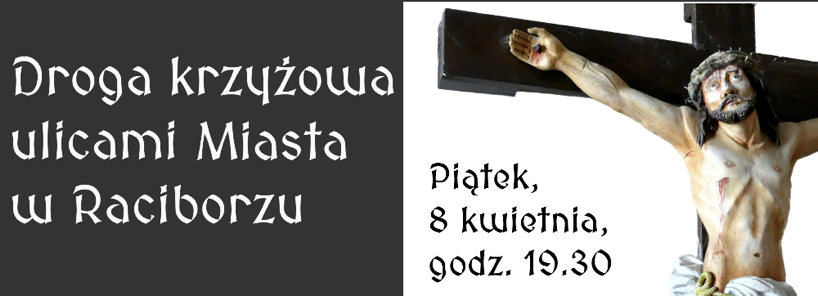 Droga krzyżowa
ulicami Miasta
w Raciborzu
Piątek,
8 kwietnia,
godz. 19.30